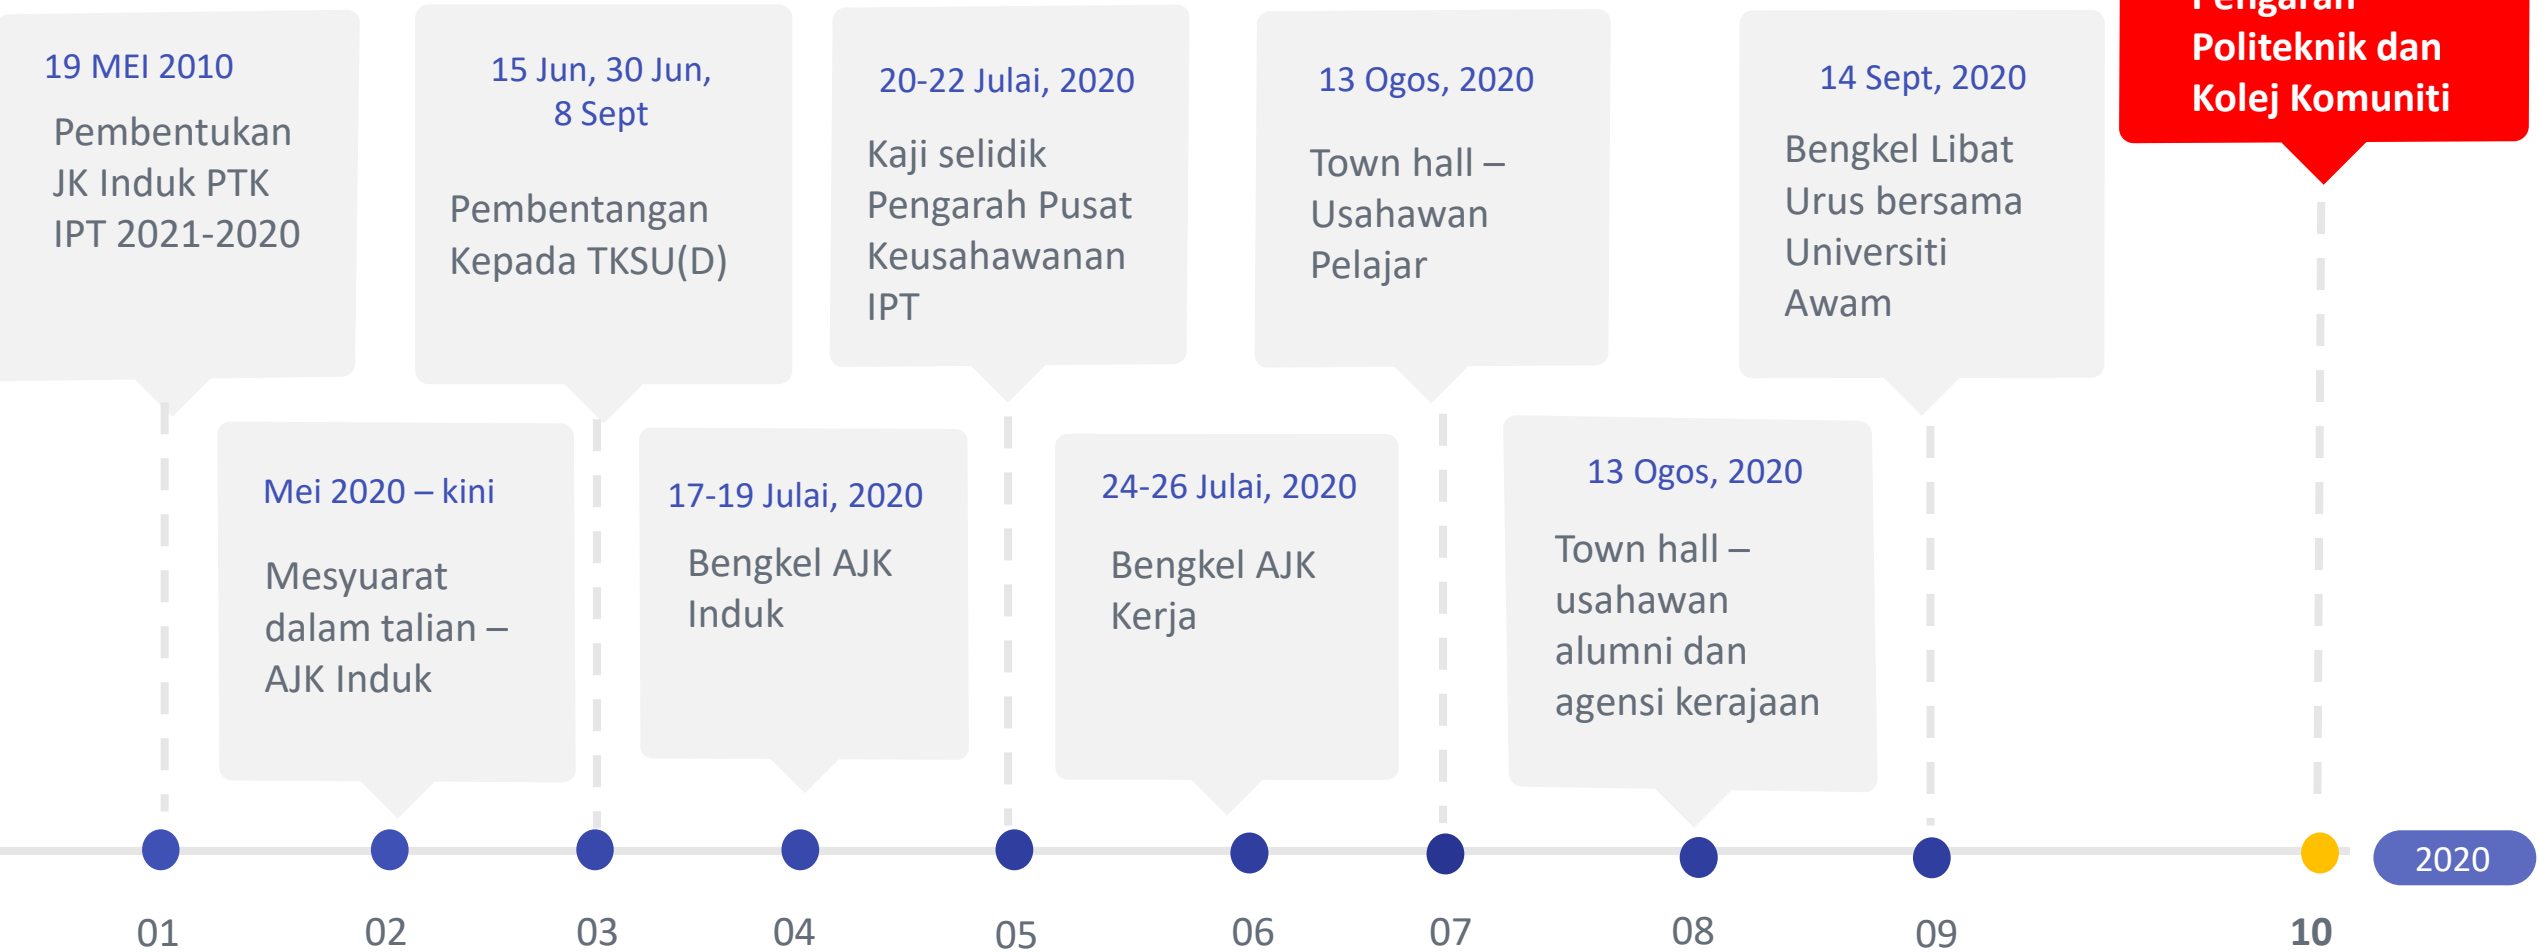 19 MEI 2010
Pembentukan
JK Induk PTK
IPT 2021-2020
Mei 2020 – kini
Mesyuarat
dalam talian –
AJK Induk
15 Jun, 30 Jun,
8 Sept
Pembentangan
Kepada TKSU(D)
17-19 Julai, 2020
Bengkel AJK
Induk
20-22 Julai, 2020
Kaji selidik
Pengarah Pusat
Keusahawanan
IPT
24-26 Julai, 2020
Bengkel AJK
Kerja
13 Ogos, 2020
Town hall –
Usahawan
Pelajar
13 Ogos, 2020
Town hall –
usahawan
alumni dan
agensi kerajaan
14 Sept, 2020
Bengkel Libat
Urus bersama
Universiti
Awam
Politeknik dan
Kolej Komuniti
2020
01
02
03
04
05
06
07
08
09
10